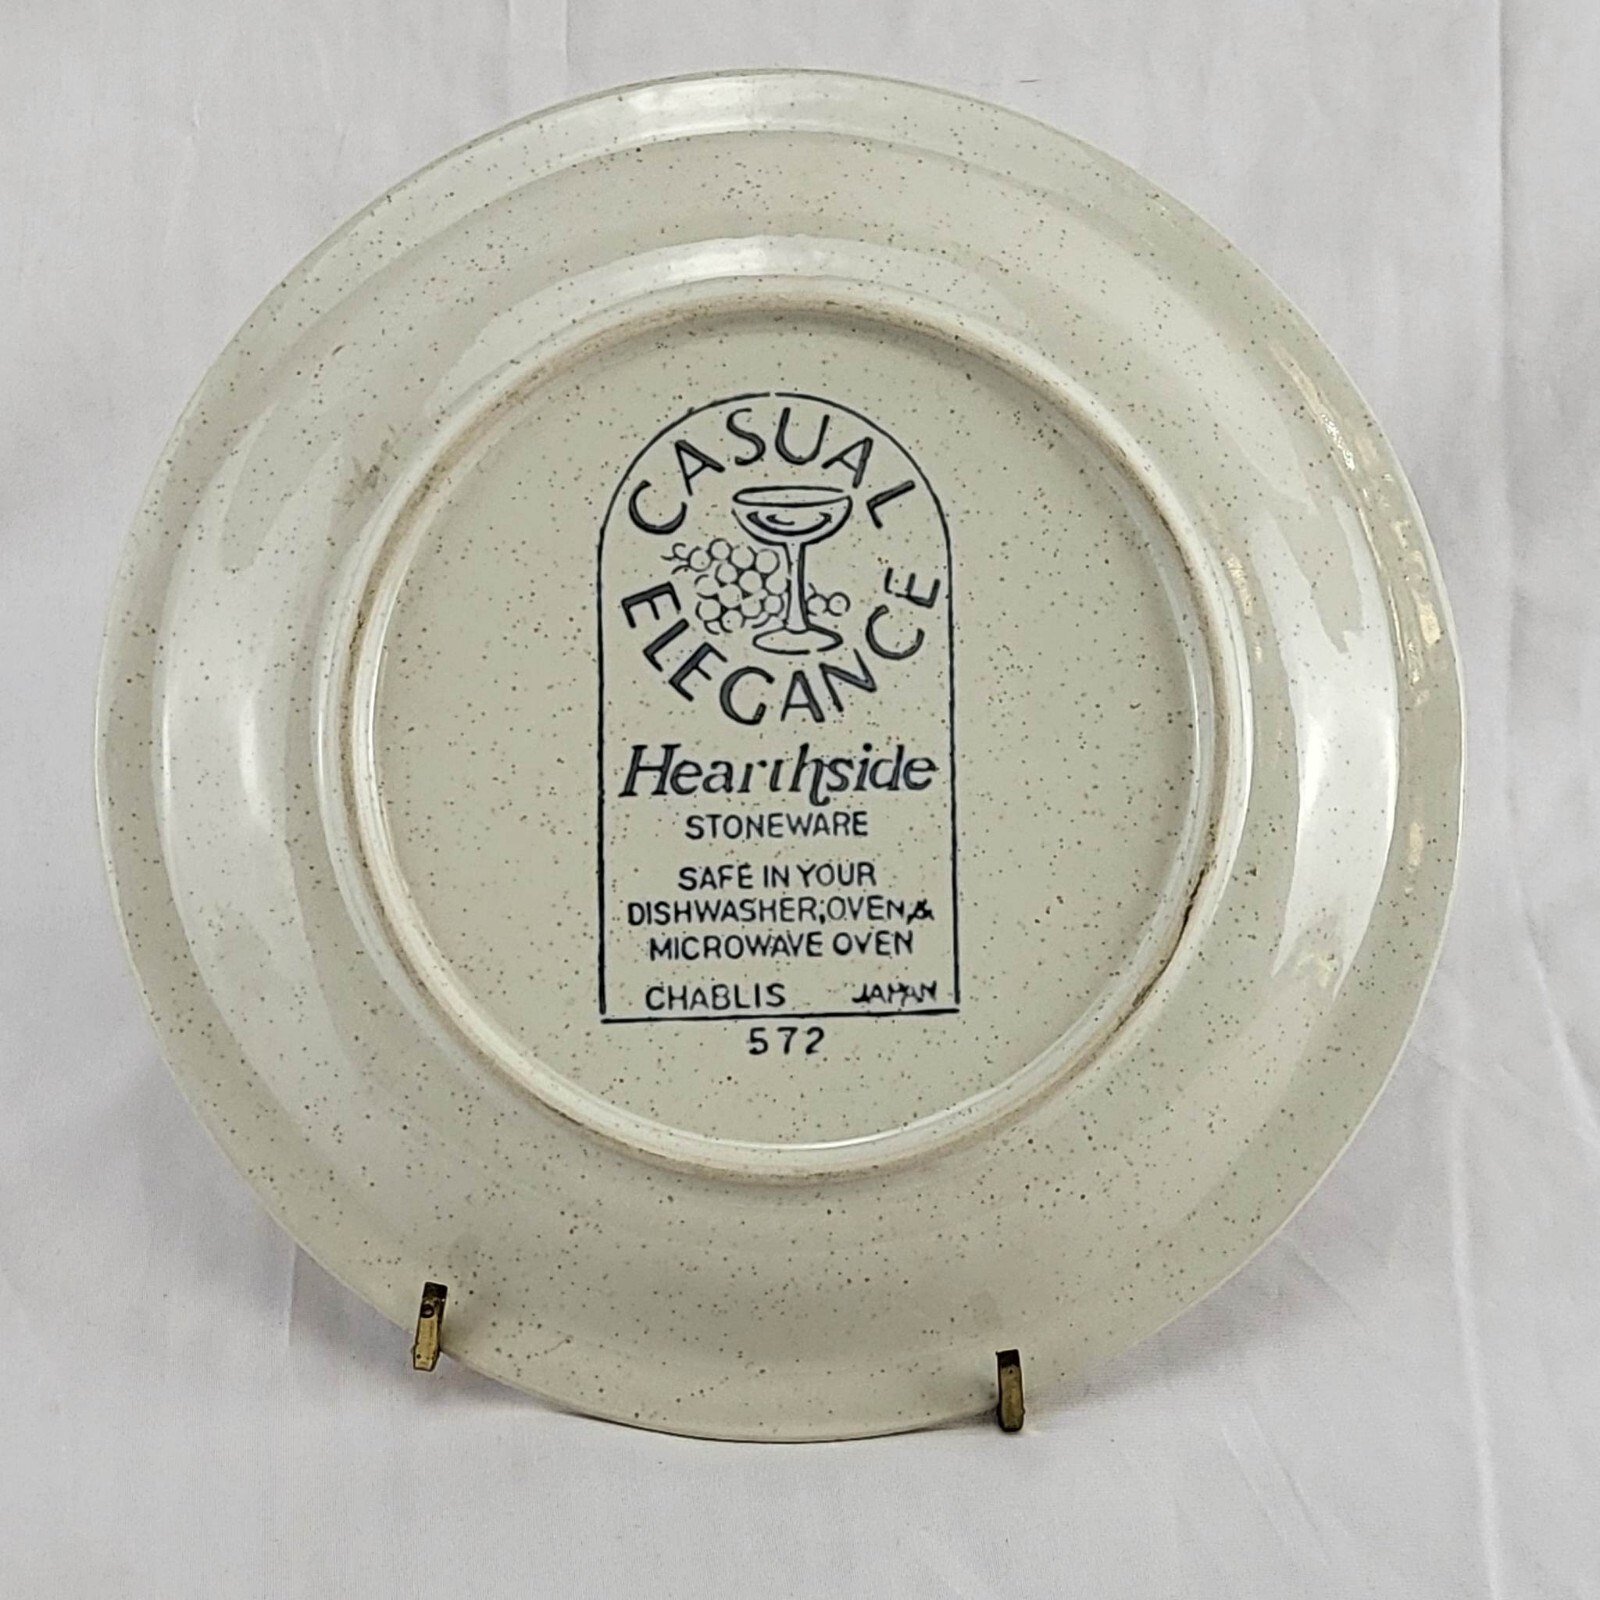 CASUAL
ELEGANCE
Hearthside
STONEWARE
SAFE IN YOUR
DISHWASHER, OVEN, &
MICROWAVE OVEN
CHABLIS JAPAN
572